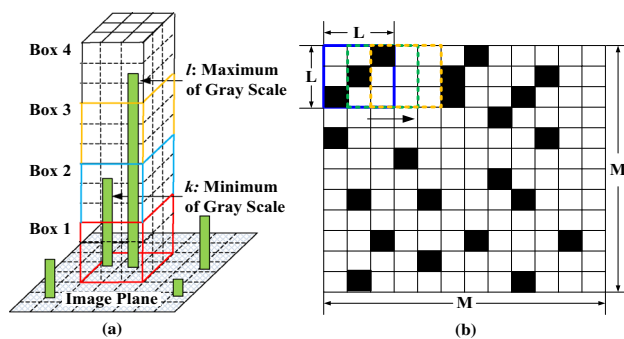 Box 4
Box 3
Box 2
Box 1
l: Maximum
of Gray Scale
k: Minimum
of Gray Scale
Image Plane
(a)
L
L
M
M
(b)